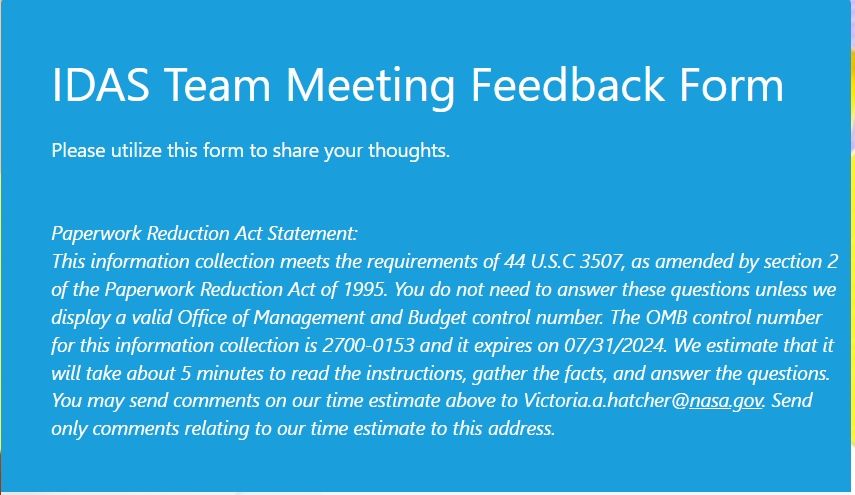 IDAS Team Meeting Feedback Form
Please utilize this form to share your thoughts.
Paperwork Reduction Act Statement:
This information collection meets the requirements of 44 U.S.C 3507, as amended by section 2
of the Paperwork Reduction Act of 1995. You do not need to answer these questions unless we
display a valid Office of Management and Budget control number. The OMB control number
for this information collection is 2700-0153 and it expires on 07/31/2024. We estimate that it
will take about 5 minutes to read the instructions, gather the facts, and answer the questions.
You may send comments on our time estimate above to Victoria.a.hatcher@nasa.gov. Send
only comments relating to our time estimate to this address.